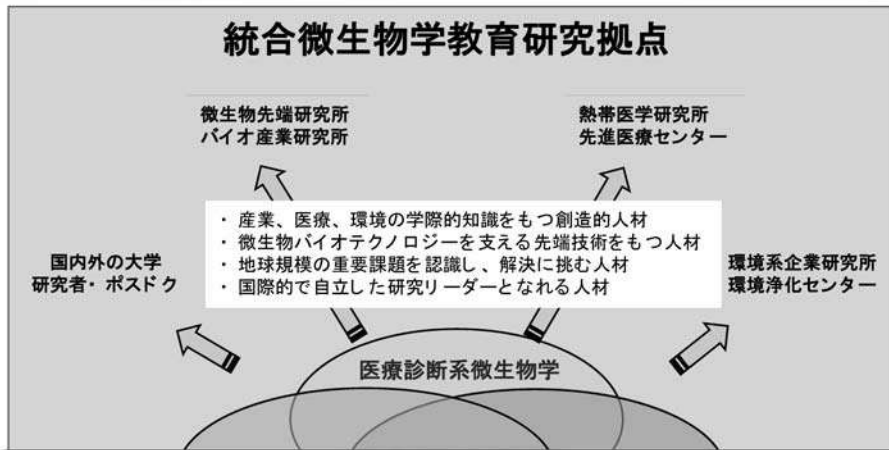 統合微生物学教育研究拠点
微生物先端研究所
バイオ産業研究所
熱帯医学研究所
先進医療センター
・ 産業、医療、環境の学際的知識をもつ創造的人材
・ 微生物バイオテクノロジーを支える先端技術をもつ人材
・ 地球規模の重要課題を認識し、解決に挑む人材
・ 国際的で自立した研究リーダーとなれる人材
国内外の大学
研究者・ポスドク
環境系企業研究所
環境浄化センター
医療診断系微生物学